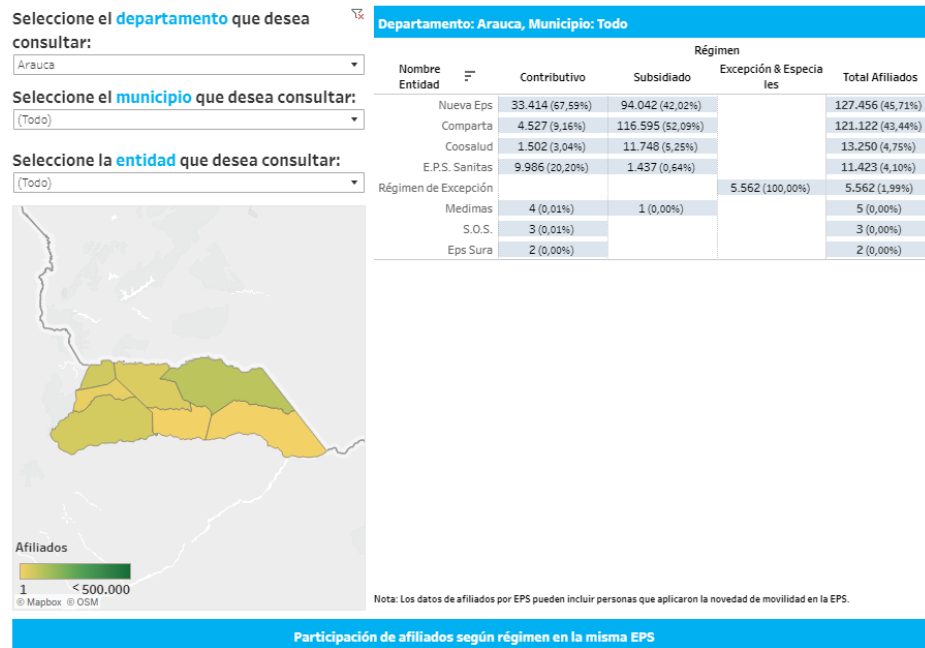 Seleccione el departamento que desea
consultar:
Arauca
Seleccione el municipio que desea consultar:
(Todo)
Seleccione la entidad que desea consultar:
(Todo)
Afiliados
1 < 500.000
© Mapbox © OSM
Departamento: Arauca, Municipio: Todo
Régimen
Nombre Entidad Contributivo Subsidiado Excepción & Especia les Total Afiliados
Nueva Eps 33.414 (67,59%) 94.042 (42,02%) 127.456 (45,71%)
Comparta 4.527 (9,16%) 116.595 (52,09%) 121.122 (43,44%)
Coosalud 1.502 (3,04%) 11.748 (5,25%) 13.250 (4,75%)
E.P.S. Sanitas 9.986 (20,20%) 1.437 (0,64%) 11.423 (4,10%)
Régimen de Excepción 5.562 (100,00%) 5.562 (1,99%)
Medimas 4 (0,01%) 1 (0,00%) 5 (0,00%)
S.O.S. 3 (0,01%) 3 (0,00%)
Eps Sura 2 (0,00%) 2 (0,00%)
Nota: Los datos de afiliados por EPS pueden incluir personas que aplicaron la novedad de movilidad en la EPS.
Participación de afiliados según régimen en la misma EPS